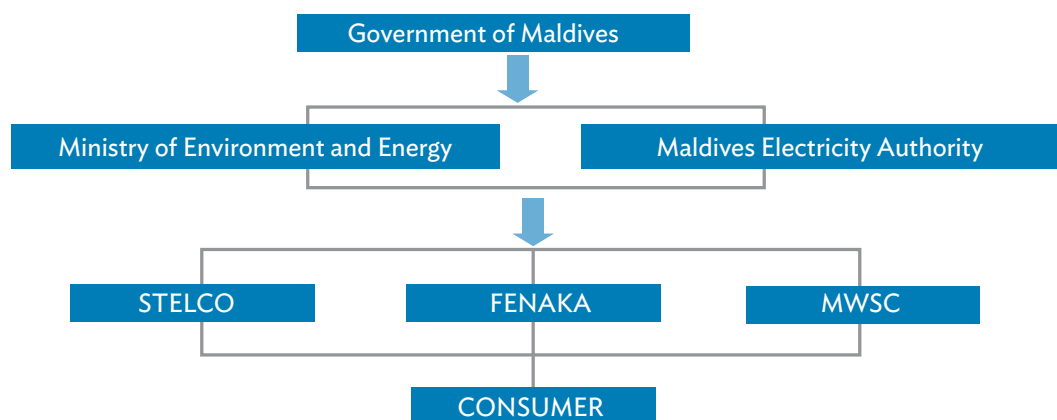 Government of Maldives
Ministry of Environment and Energy
Maldives Electricity Authority
STELCO
FENAKA
MWSC
CONSUMER